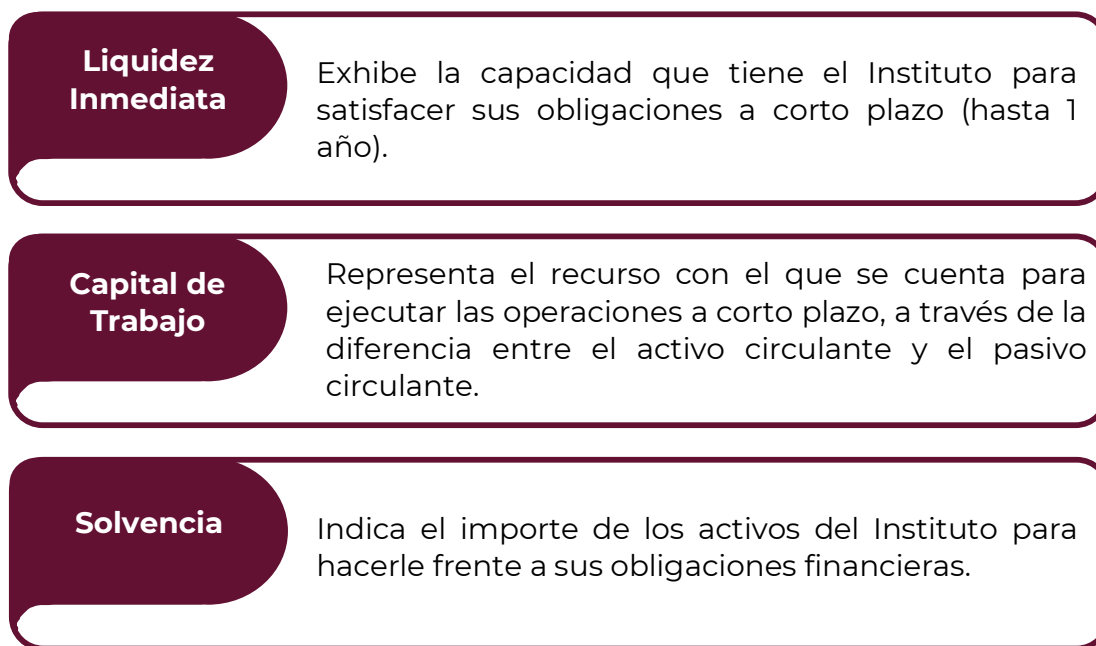 Liquidez
Inmediata
Exhibe la capacidad que tiene el Instituto para
satisfacer sus obligaciones a corto plazo (hasta 1
año).
Capital de
Trabajo
Representa el recurso con el que se cuenta para
ejecutar las operaciones a corto plazo, a través de la
diferencia entre el activo circulante y el pasivo
circulante.
Solvencia
Indica el importe de los activos del Instituto para
hacerle frente a sus obligaciones financieras.